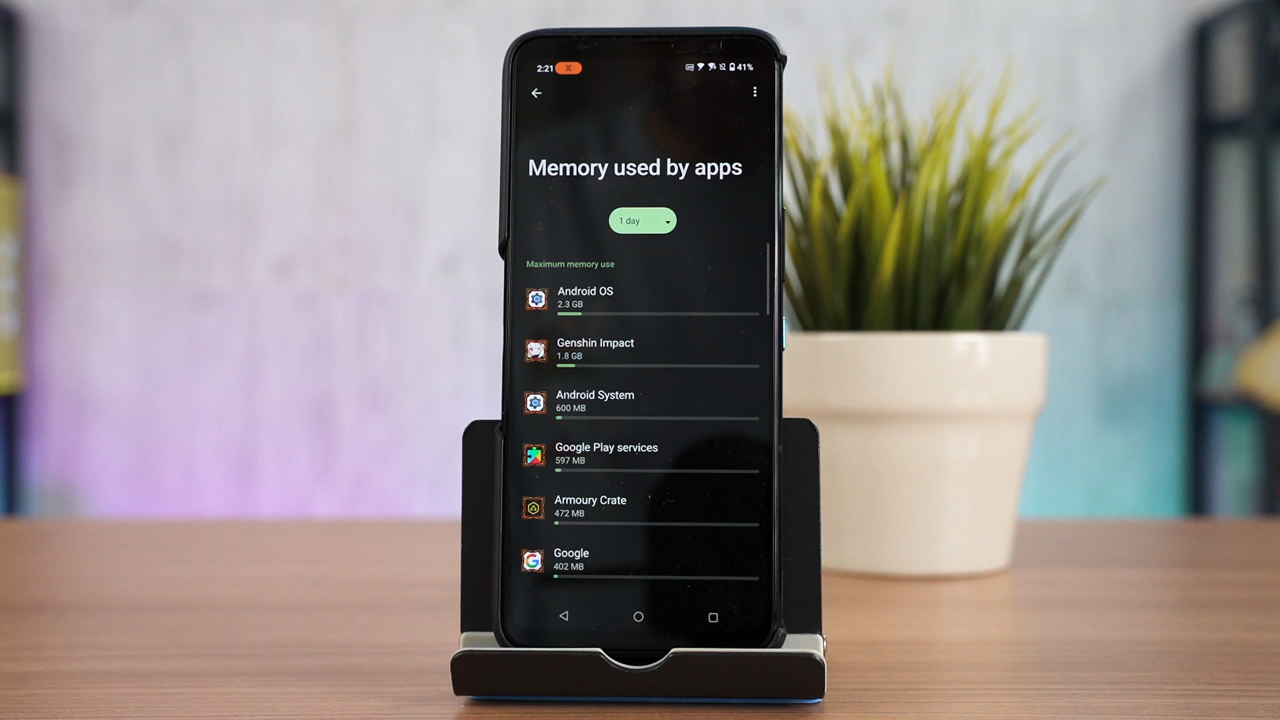 2:21
41%
Memory used by apps
1 day
Maximum memory use
Android OS
2.3 GB
Genshin Impact
1.8 GB
Android System
600 MB
Google Play services
597 MB
Armoury Crate
472 MB
Google
402 MB